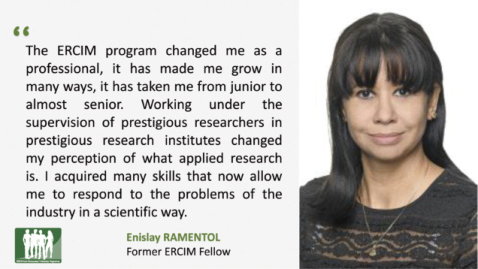 “
The ERCIM program changed me as a
professional, it has made me grow in
many ways, it has taken me from junior to
almost senior. Working under the
supervision of prestigious researchers in
prestigious research institutes changed
my perception of what applied research
is. I acquired many skills that now allow
me to respond to the problems of the
industry in a scientific way.
Enislay RAMENTOL
Former ERCIM Fellow